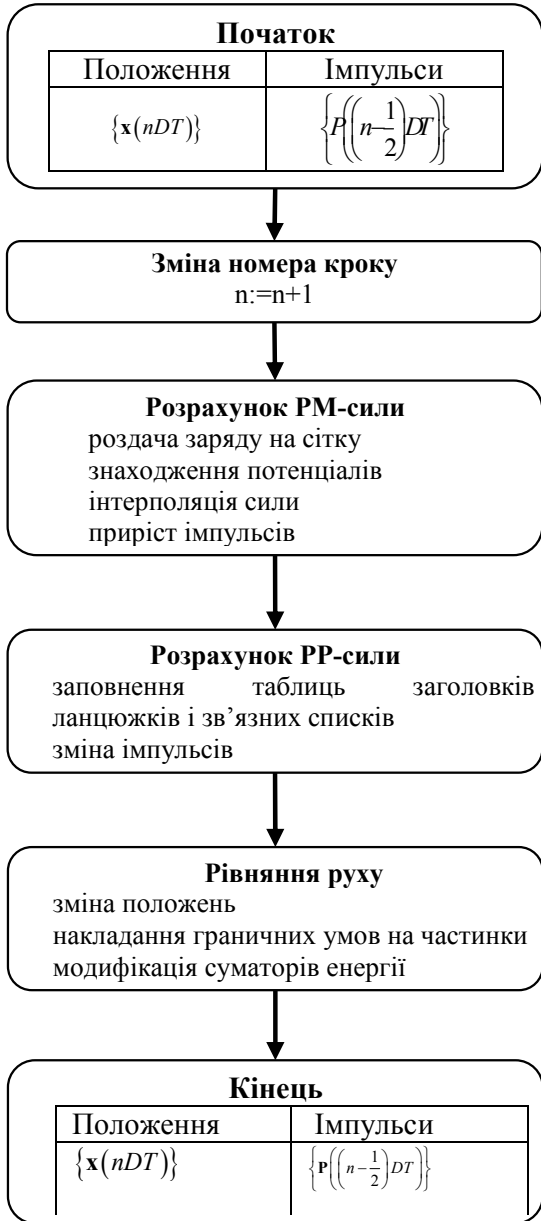 Початок
Положення Імпульси
{x(nDT)} {P((n-1/2)DT)}
Зміна номера кроку
n:=n+1
Розрахунок РМ-сили
роздача заряду на сітку
знаходження потенціалів
інтерполяція сили
приріст імпульсів
Розрахунок РР-сили
заповнення таблиць заголовків
ланцюжків і зв’язних списків
зміна імпульсів
Рівняння руху
зміна положень
накладання граничних умов на частинки
модифікація суматорів енергії
Кінець
Положення Імпульси
{x(nDT)} {P((n-1/2)DT)}